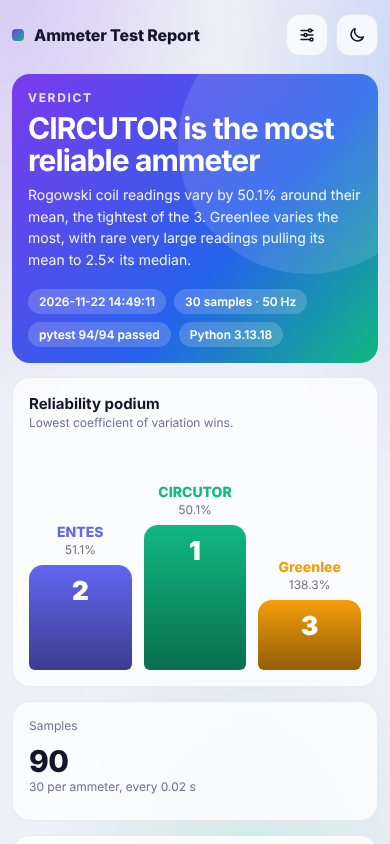 Ammeter Test Report
VERDICT
CIRCUTOR is the most
reliable ammeter
Rogowski coil readings vary by 50.1% around their
mean, the tightest of the 3. Greenlee varies the
most, with rare very large readings pulling its
mean to 2.5× its median.
2026-11-22 14:49:11
30 samples · 50 Hz
pytest 94/94 passed
Python 3.13.18
Reliability podium
Lowest coefficient of variation wins.
CIRCUTOR
50.1%
1
ENTES
51.1%
2
Greenlee
138.3%
3
Samples
90
30 per ammeter, every 0.02 s